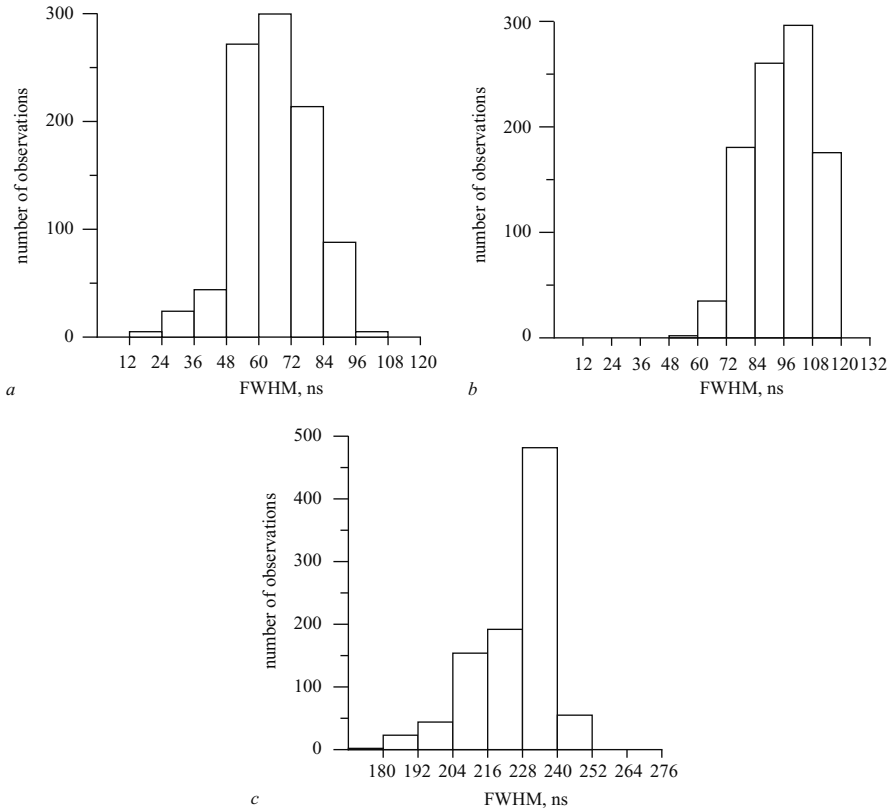 300
200
100
0
number of observations
12 24 36 48 60 72 84 96 108 120
FWHM, ns
a
300
200
100
0
number of observations
12 24 36 48 60 72 84 96 108 120 132
FWHM, ns
b
500
400
300
200
100
0
number of observations
180 192 204 216 228 240 252 264 276
FWHM, ns
c